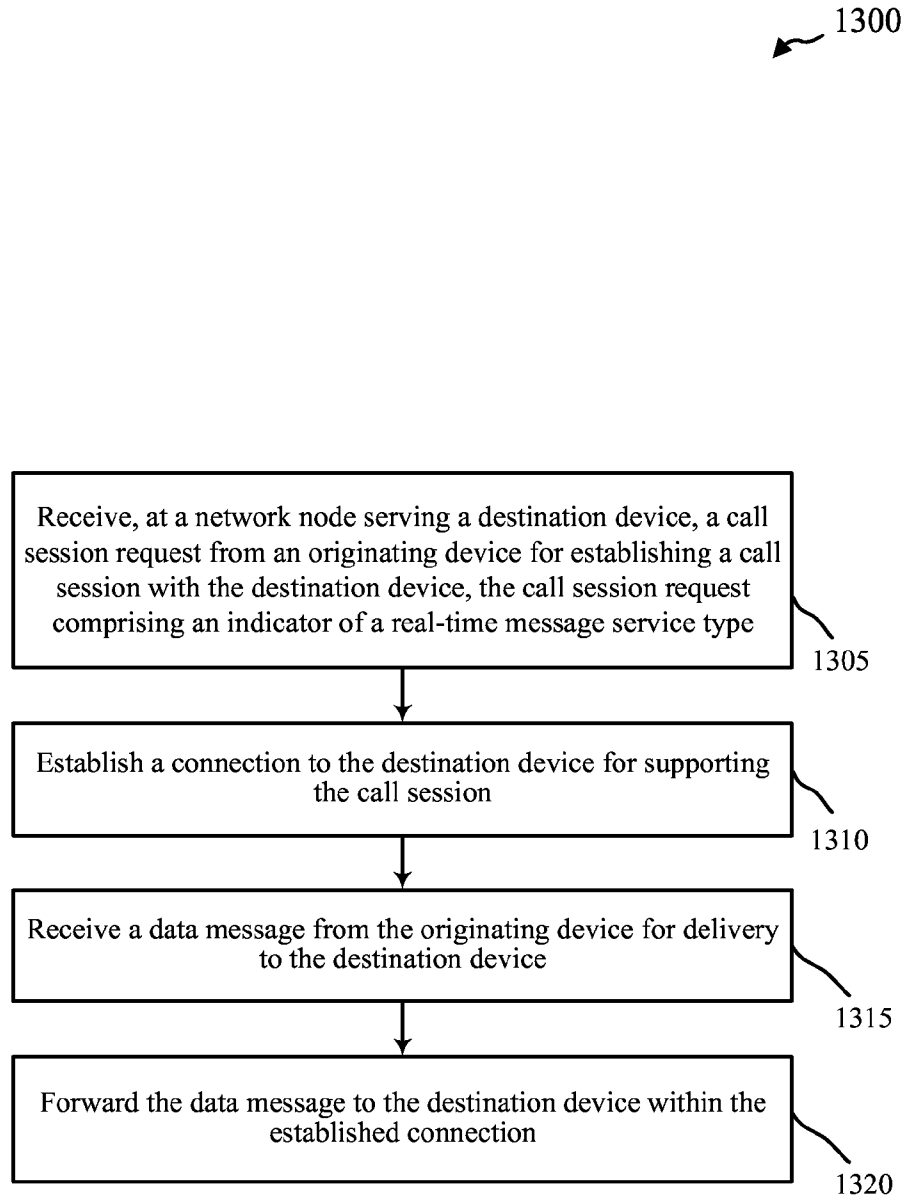 1300
Receive, at a network node serving a destination device, a call
session request from an originating device for establishing a call
session with the destination device, the call session request
comprising an indicator of a real-time message service type
1305
Establish a connection to the destination device for supporting
the call session
1310
Receive a data message from the originating device for delivery
to the destination device
1315
Forward the data message to the destination device within the
established connection
1320